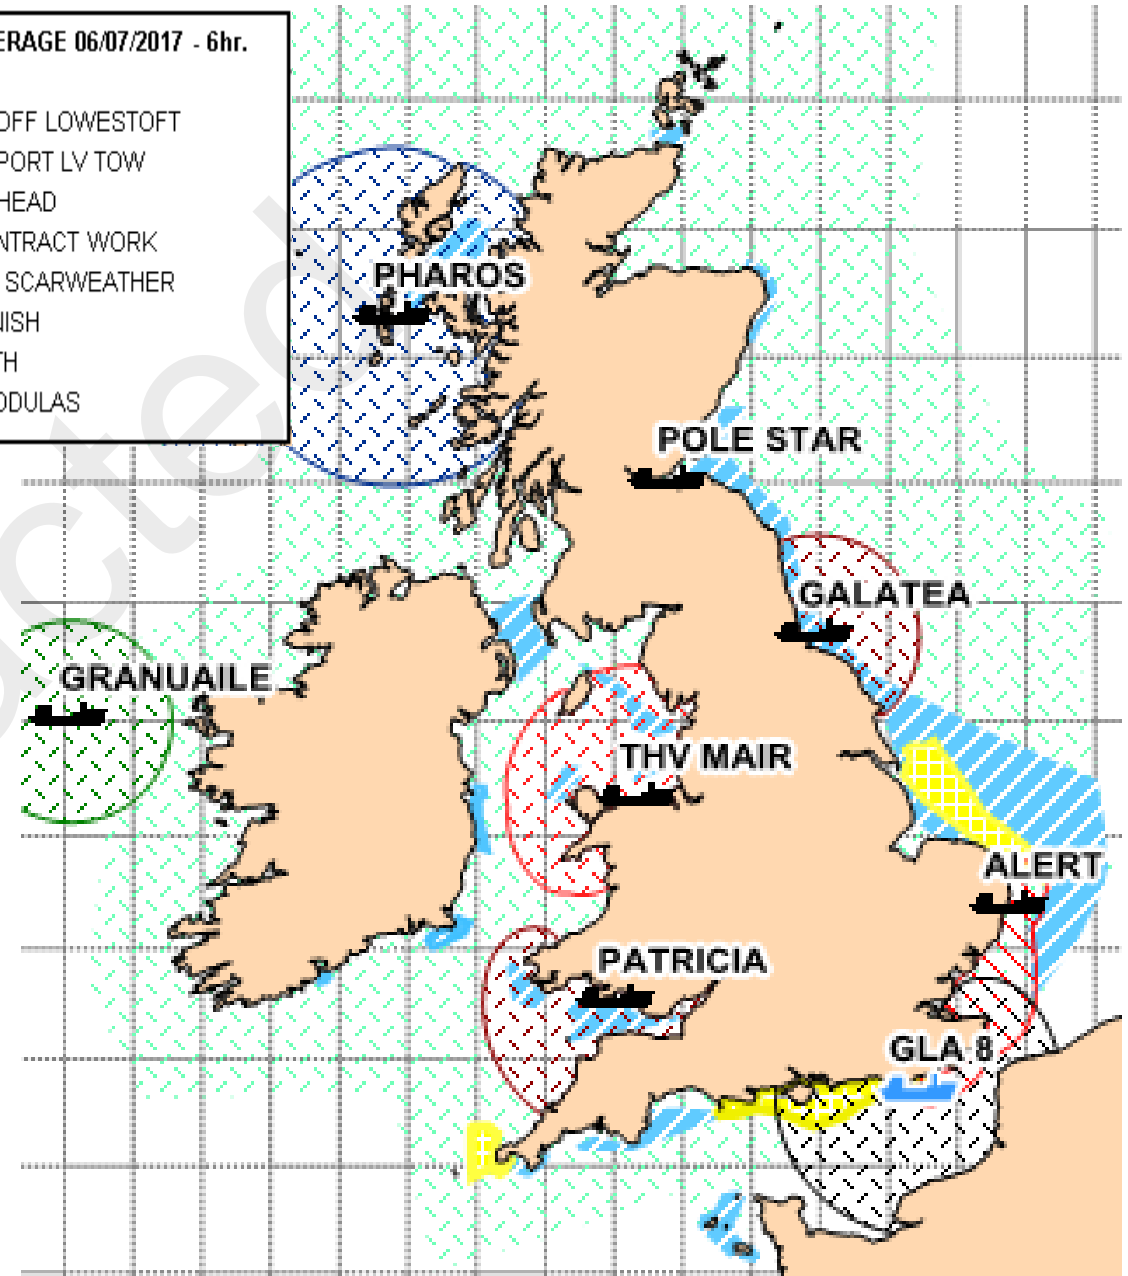 ERAGE 06/07/2017 - 6hr.
OFF LOWESTOFT
PORT LV TOW
HEAD
NTRACT WORK
SCARWEATHER
NISH
TH
ODULAS
PHAROS
POLE STAR
GALATEA
GRANUAILE
THV MAIR
ALERT
PATRICIA
GLA 8
cted